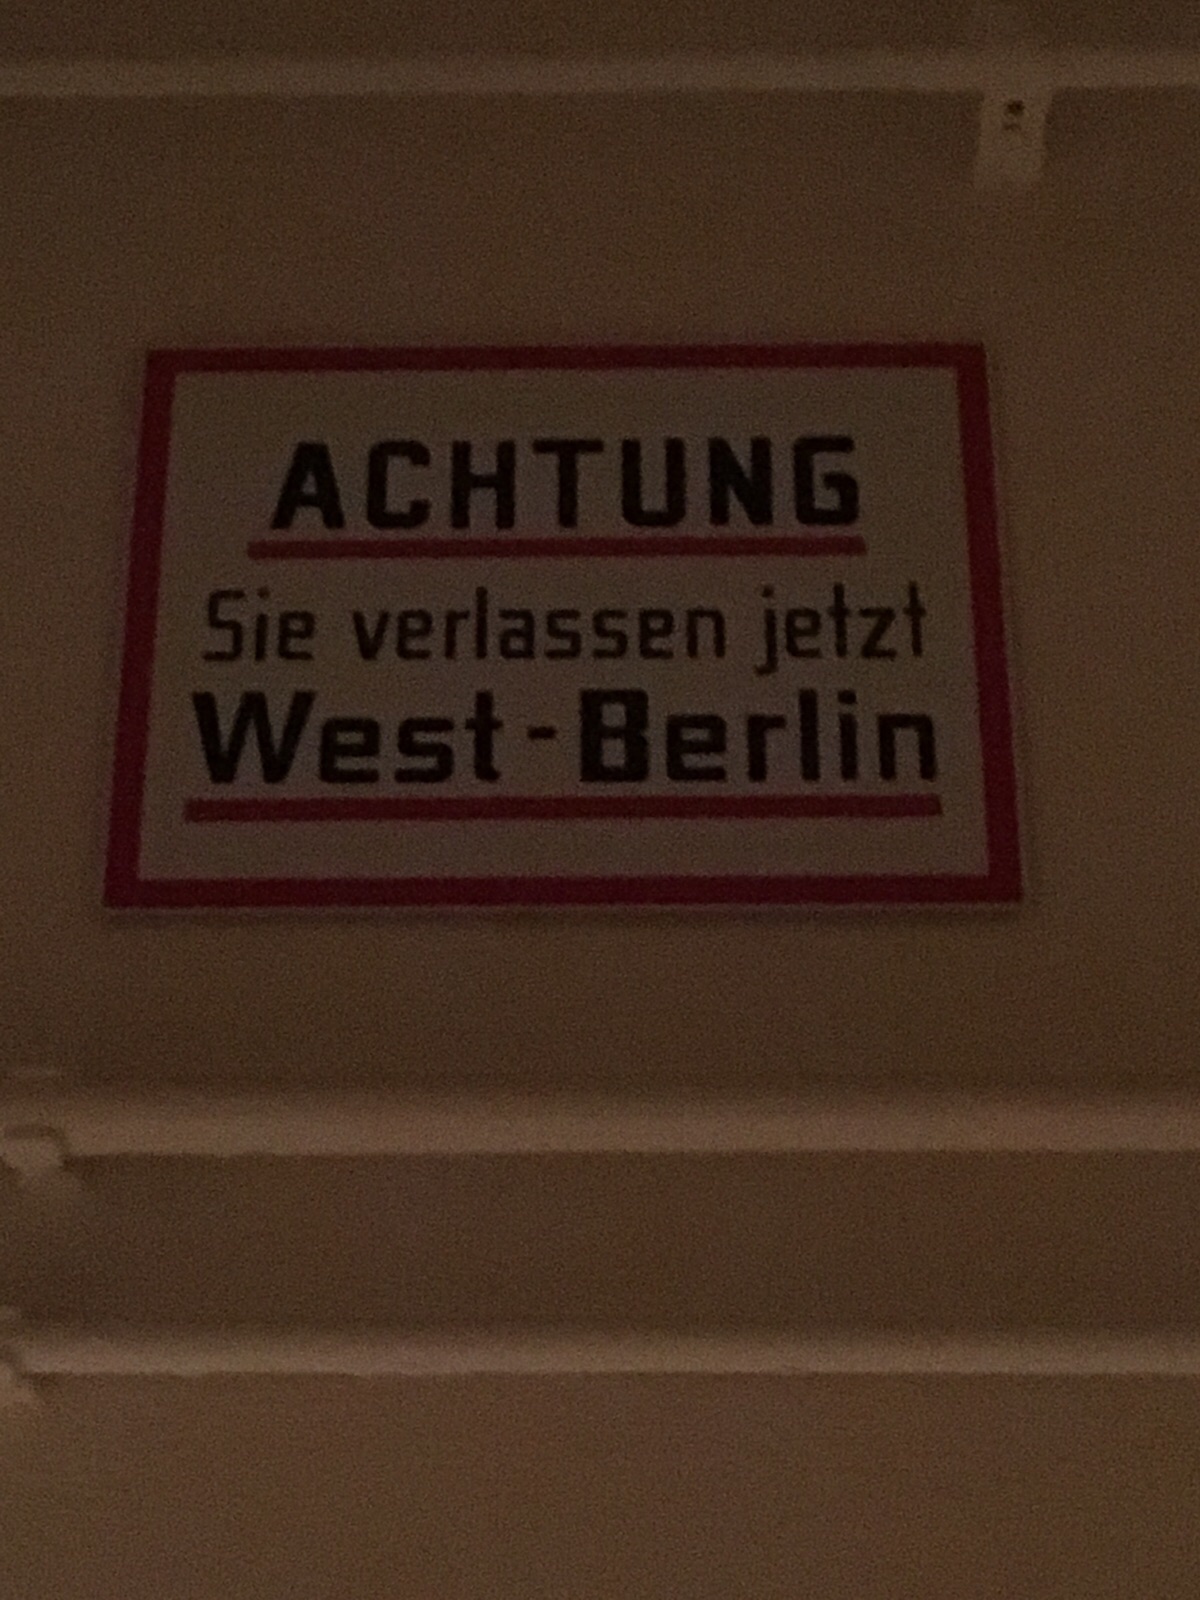 ACHTUNG
Sie verlassen jetzt
West-Berlin